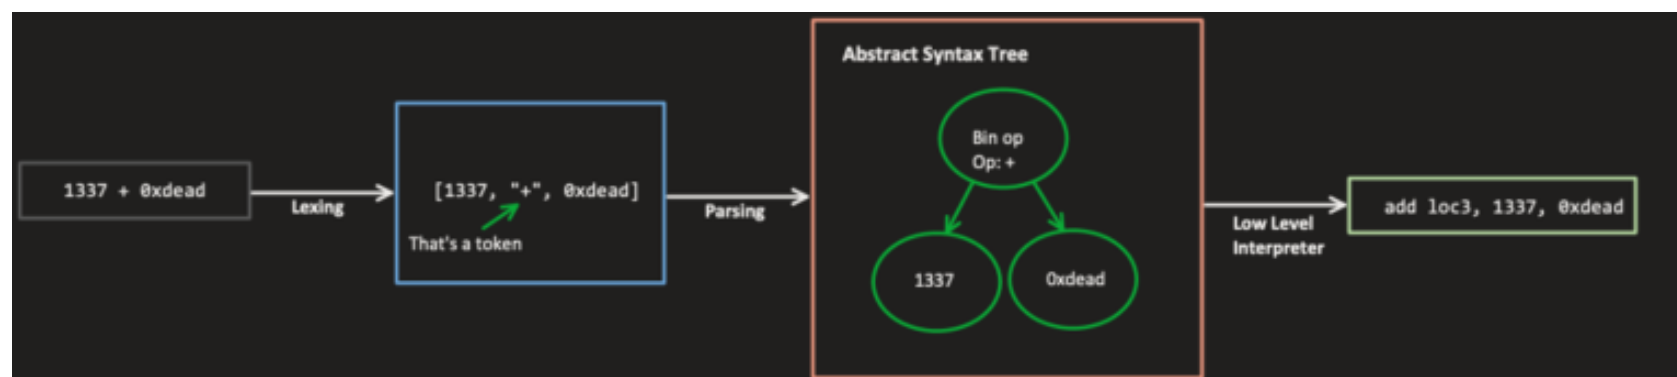 1337 + 0xdead
Lexing
[1337, "+", 0xdead]
That's a token
Parsing
Abstract Syntax Tree
Bin op
Op: +
1337
0xdead
Low Level
Interpreter
add loc3, 1337, 0xdead